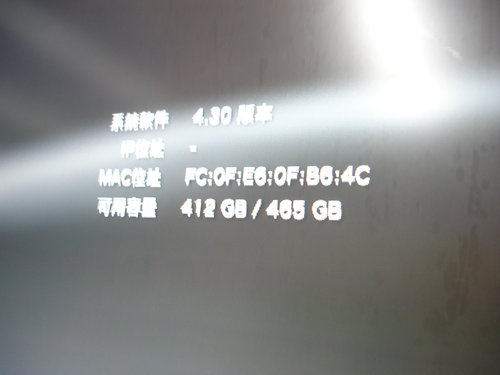 系統軟件 4.30 版本
IP位址 -
MAC位址 FC:0F:E6:0F:B6:4C
可用容量 412 GB / 465 GB